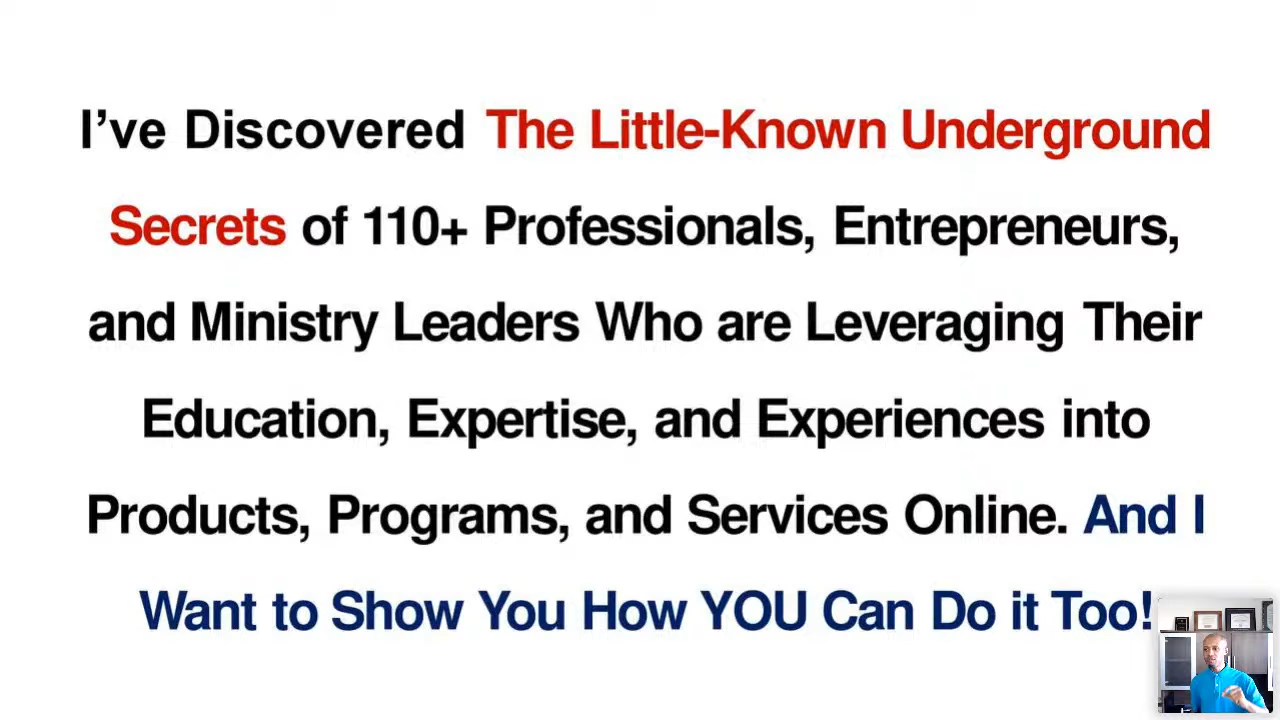 I’ve Discovered The Little-Known Underground
Secrets of 110+ Professionals, Entrepreneurs,
and Ministry Leaders Who are Leveraging Their
Education, Expertise, and Experiences into
Products, Programs, and Services Online. And I
Want to Show You How YOU Can Do it Too!